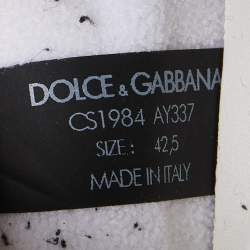 DOLCE & GABBANA
CS1984 AY337
SIZE: 42,5
MADE IN ITALY